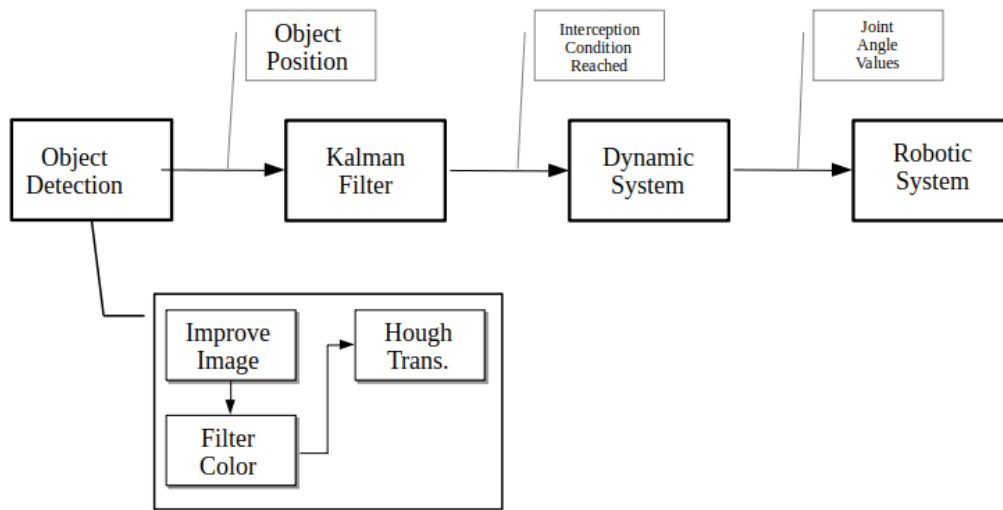 Object
Position
Interception
Condition
Reached
Joint
Angle
Values
Object
Detection
Kalman
Filter
Dynamic
System
Robotic
System
Improve
Image
Hough
Trans.
Filter
Color